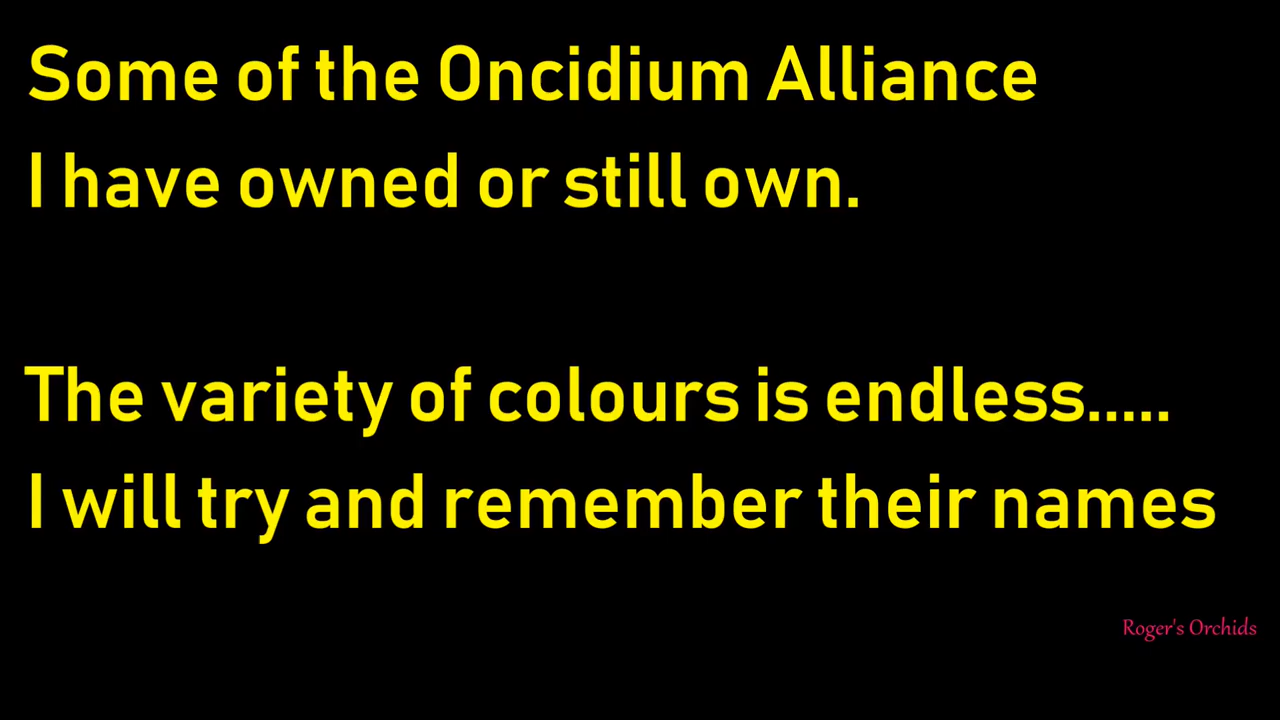 Some of the Oncidium Alliance
I have owned or still own.
The variety of colours is endless.....
I will try and remember their names
Roger's Orchids